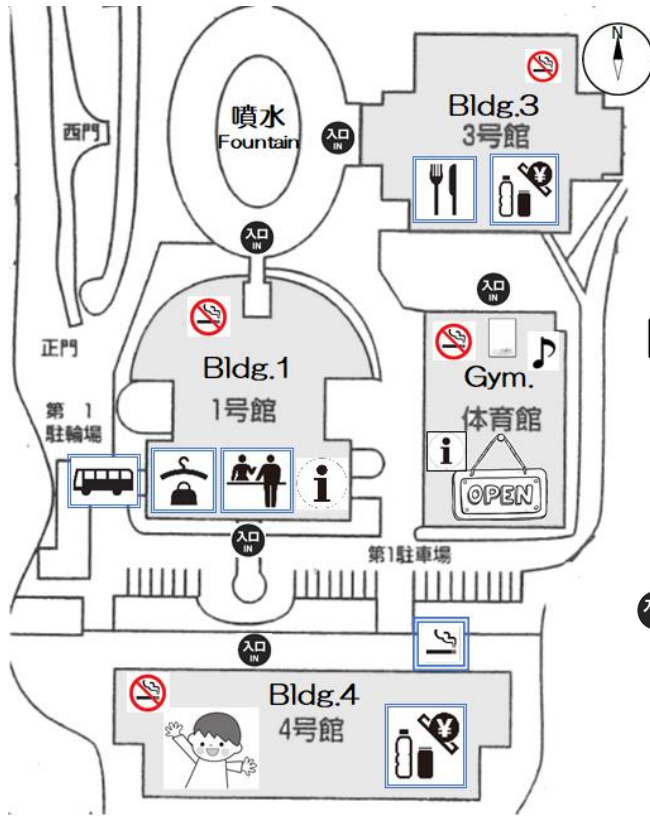 N
噴水
Fountain
Bldg.3
3号館
西門
入口
IN
入口
IN
入口
IN
正門
Bldg.1
1号館
Gym.
体育館
第 1
駐輪場
OPEN
入口
IN
第1駐車場
入口
IN
Bldg.4
4号館